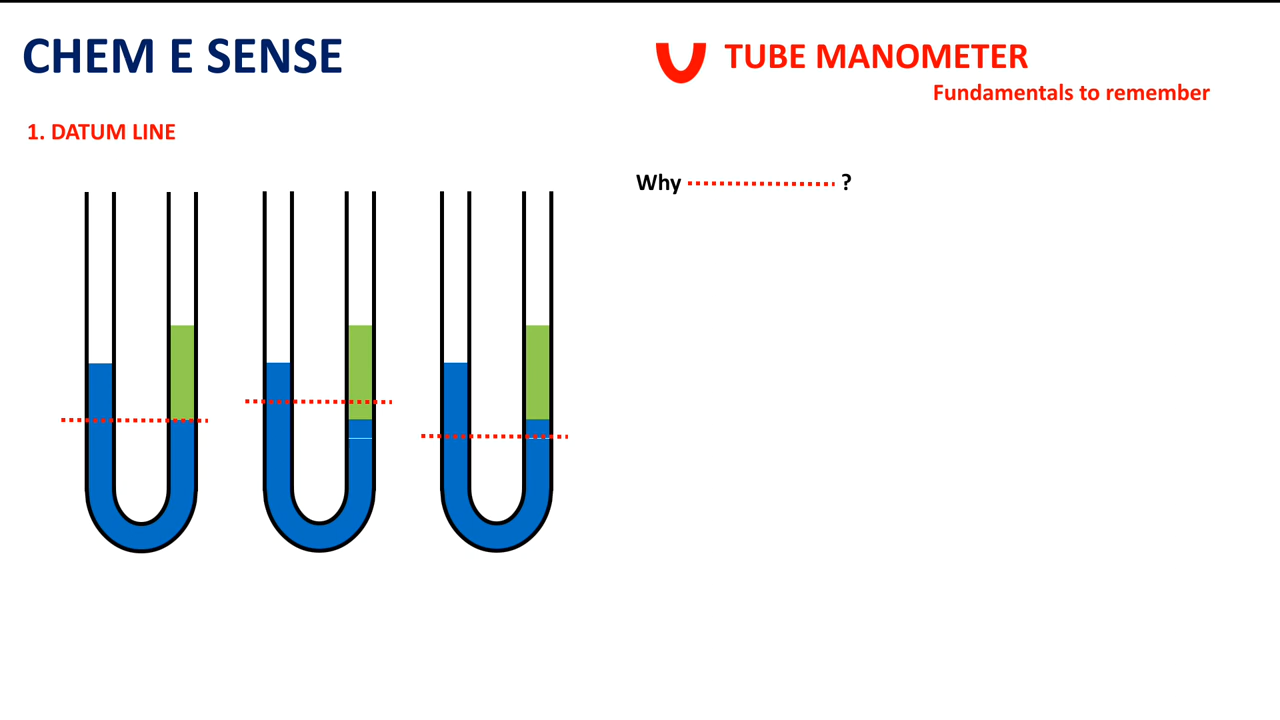 CHEM E SENSE
TUBE MANOMETER
Fundamentals to remember
1. DATUM LINE
Why ?